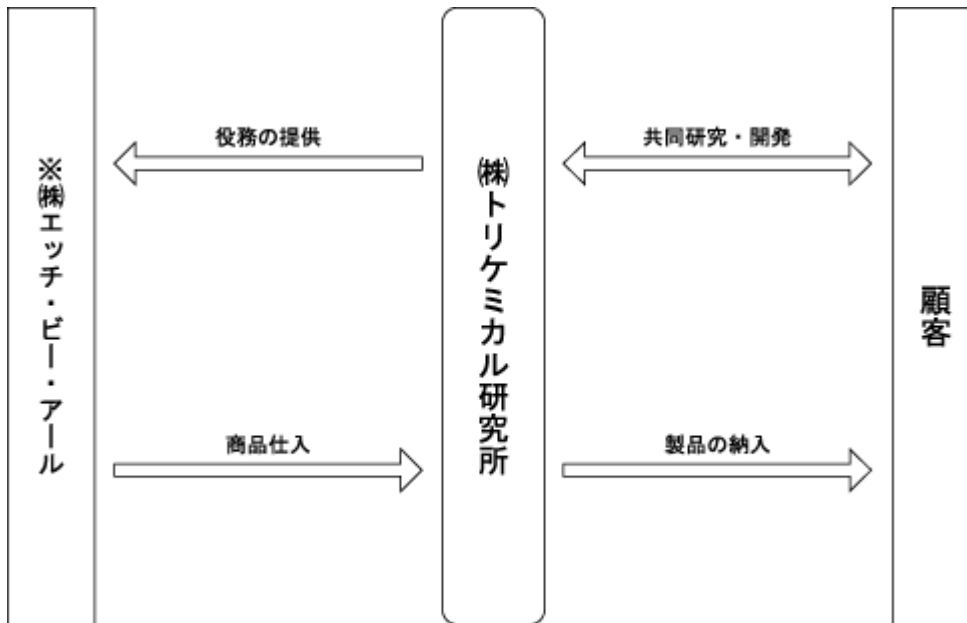 ※㈱エッチ・ビー・アール
役務の提供
商品仕入
㈱トリケミカル研究所
共同研究・開発
製品の納入
顧客